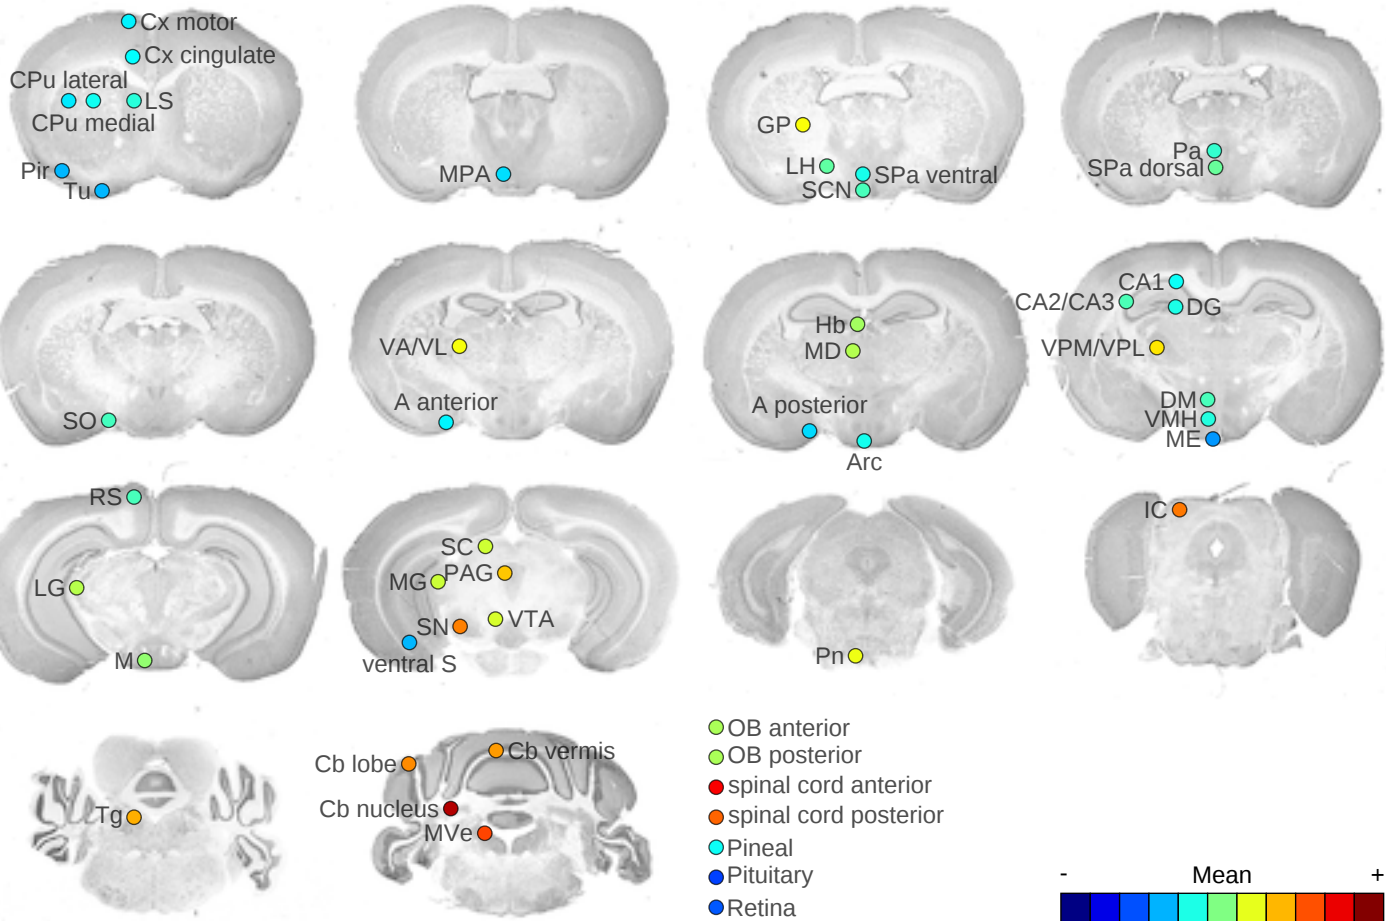 Cx motor
Cx cingulate
CPu lateral
LS
CPu medial
Pir
Tu
MPA
GP
LH
SPa ventral
SCN
Pa
SPa dorsal
SO
VA/VL
A anterior
Hb
MD
A posterior
Arc
CA1
CA2/CA3
DG
VPM/VPL
DM
VMH
ME
RS
LG
M
SC
MG
PAG
SN
VTA
ventral S
Pn
IC
Tg
Cb lobe
Cb vermis
Cb nucleus
MVe
OB anterior
OB posterior
spinal cord anterior
spinal cord posterior
Pineal
Pituitary
Retina
- Mean +